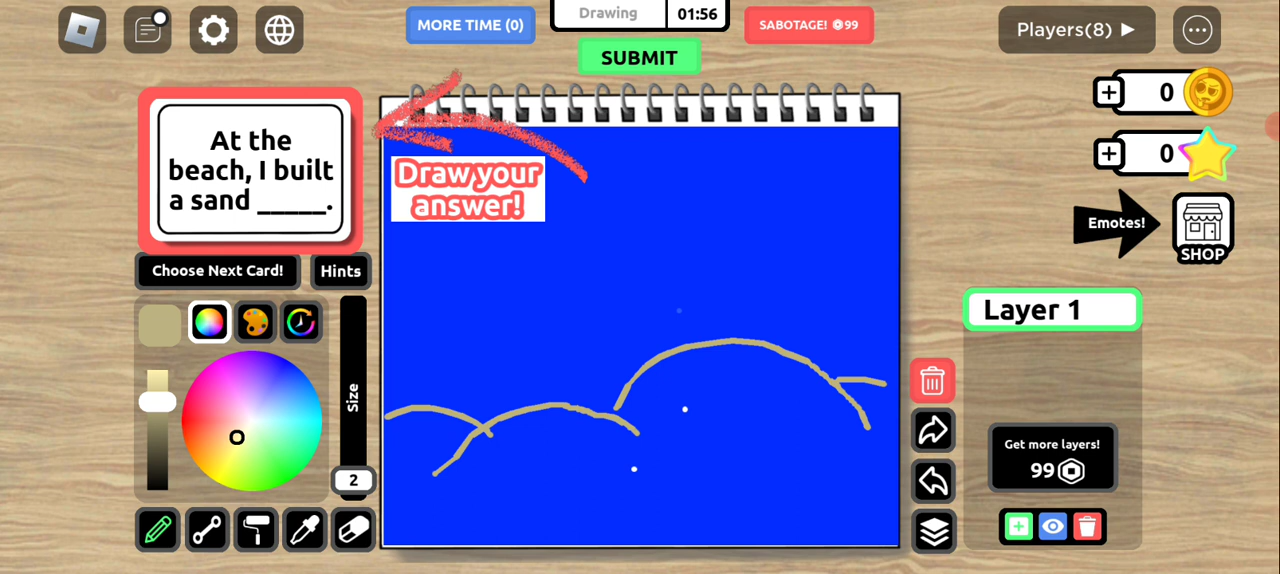 MORE TIME (0)
Drawing
01:56
SABOTAGE! 99
Players(8)
SUBMIT
0
At the
beach, I built
a sand _____.
Draw your
answer!
0
Emotes!
SHOP
Choose Next Card!
Hints
Layer 1
Size
2
Get more layers!
99